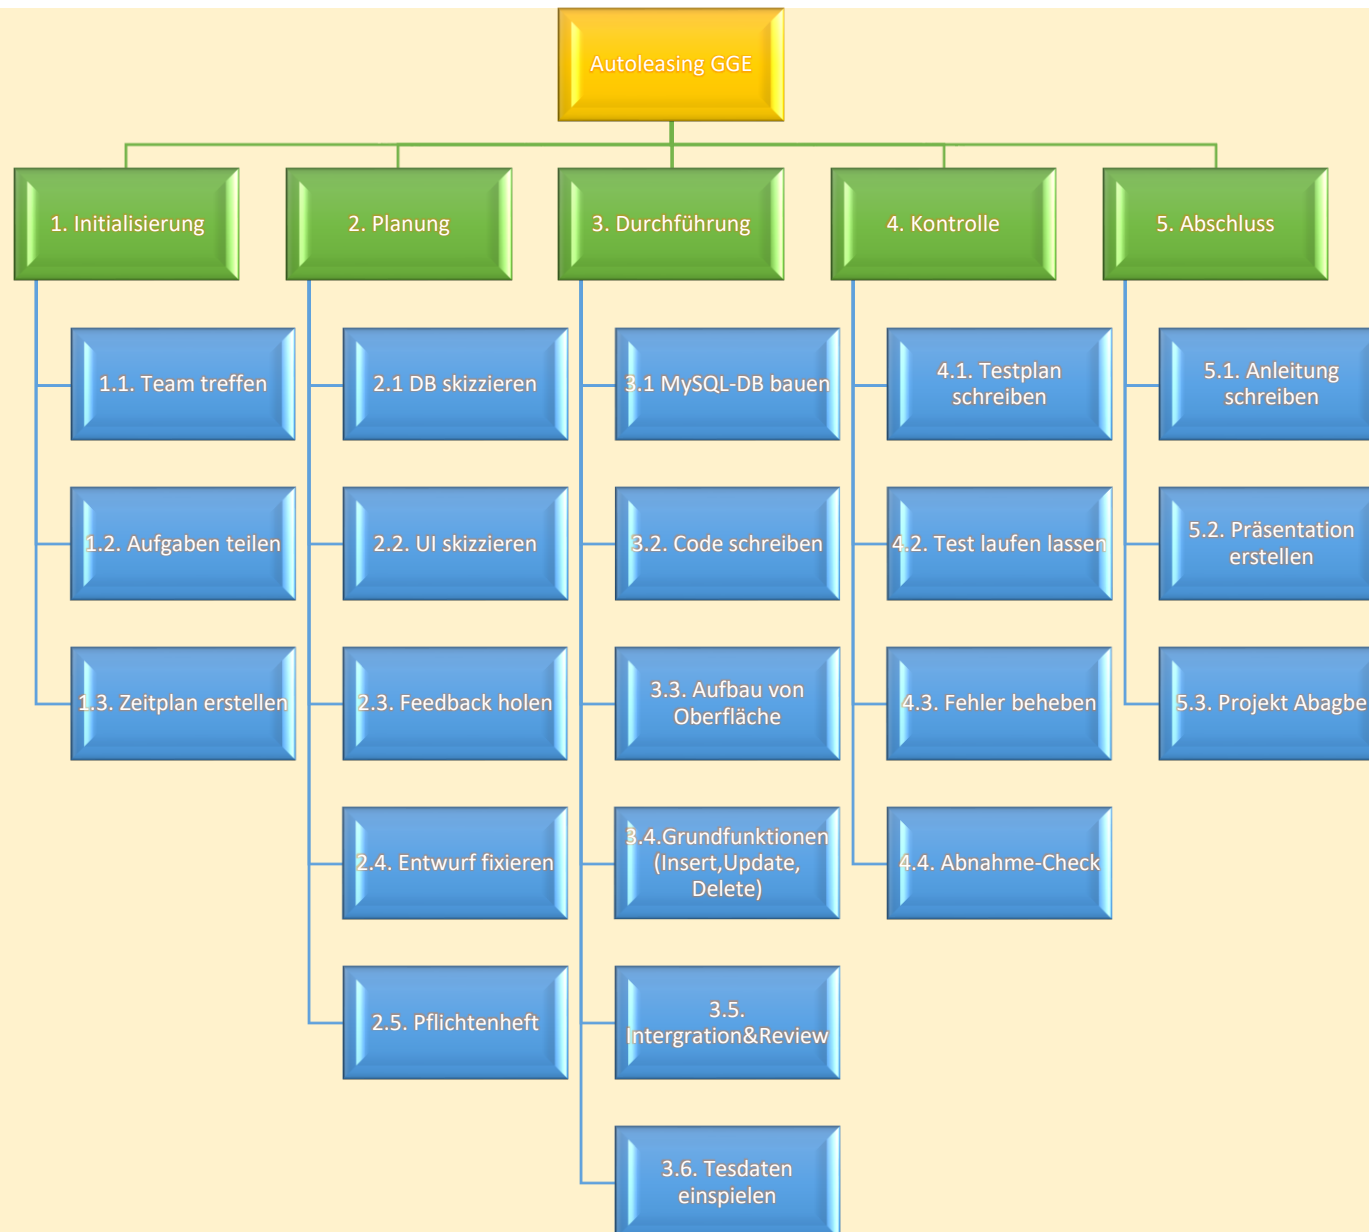 Autoleasing GGE
1. Initialisierung
2. Planung
3. Durchführung
4. Kontrolle
5. Abschluss
1.1. Team treffen
1.2. Aufgaben teilen
1.3. Zeitplan erstellen
2.1 DB skizzieren
2.2. UI skizzieren
2.3. Feedback holen
2.4. Entwurf fixieren
2.5. Pflichtenheft
3.1 MySQL-DB bauen
3.2. Code schreiben
3.3. Aufbau von
Oberfläche
3.4.Grundfunktionen
(Insert,Update,
Delete)
3.5.
Intergration&Review
3.6. Tesdaten
einspielen
4.1. Testplan
schreiben
4.2. Test laufen lassen
4.3. Fehler beheben
4.4. Abnahme-Check
5.1. Anleitung
schreiben
5.2. Präsentation
erstellen
5.3. Projekt Abagbe